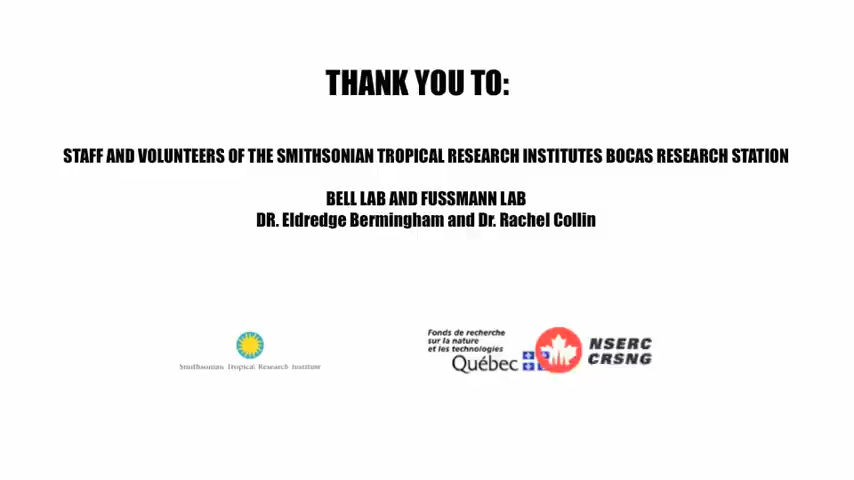 THANK YOU TO:
STAFF AND VOLUNTEERS OF THE SMITHSONIAN TROPICAL RESEARCH INSTITUTES BOCAS RESEARCH STATION
BELL LAB AND FUSSMANN LAB
DR. Eldredge Bermingham and Dr. Rachel Collin
Smithsonian Tropical Research Institute
Fonds de recherche
sur la nature
et les technologies
Québec
NSERC
CRSNG